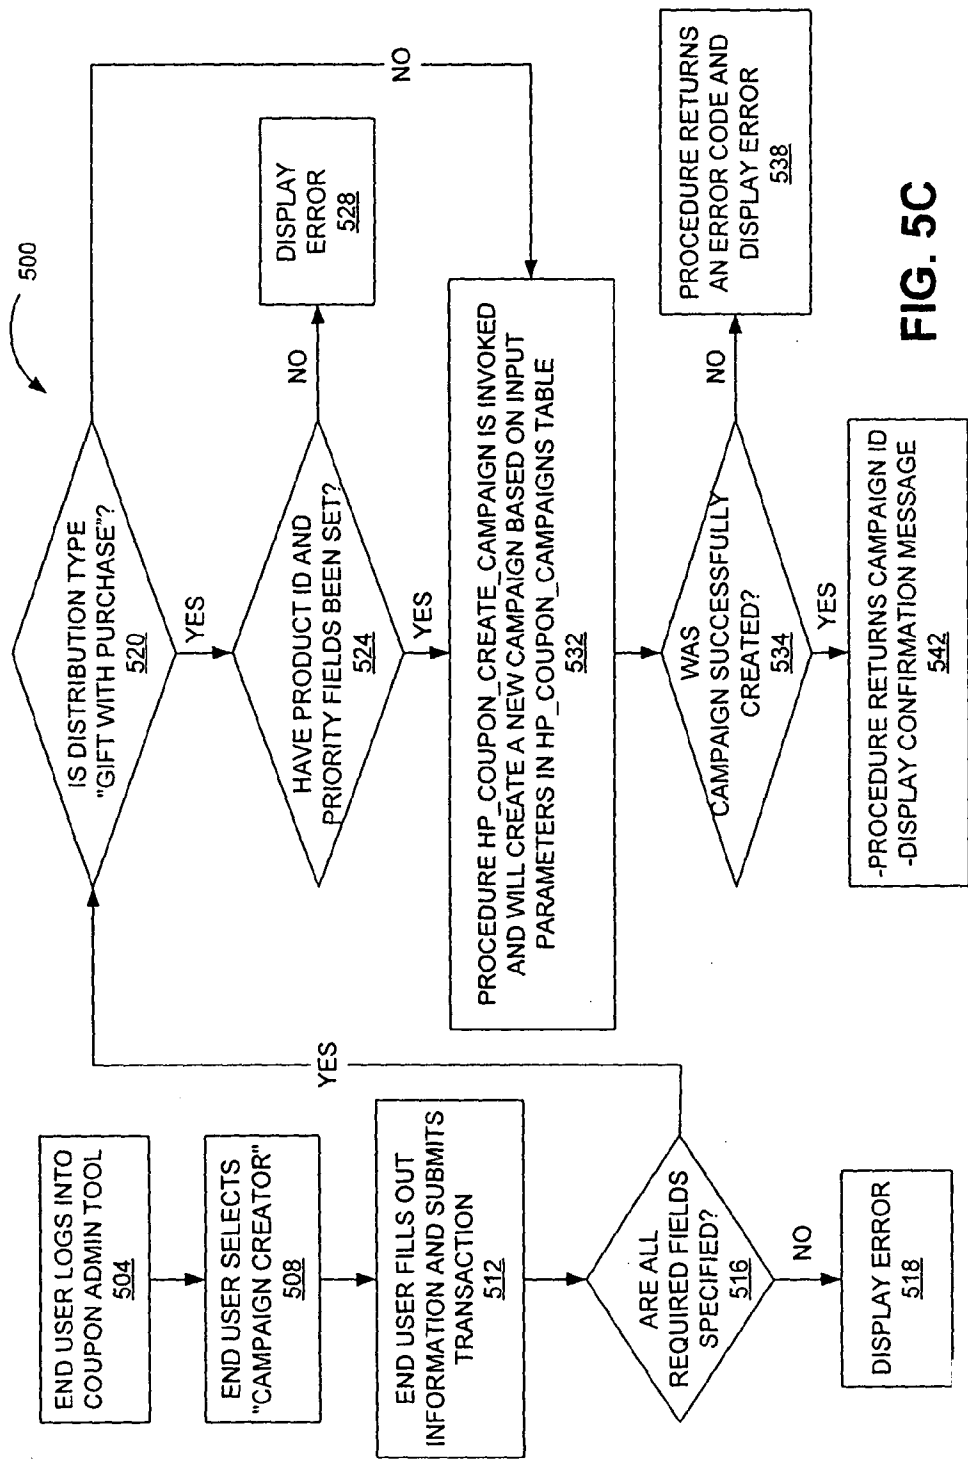 500
END USER LOGS INTO
COUPON ADMIN TOOL
504
END USER SELECTS
"CAMPAIGN CREATOR"
508
END USER FILLS OUT
INFORMATION AND SUBMITS
TRANSACTION
512
ARE ALL
REQUIRED FIELDS
SPECIFIED?
516
NO
DISPLAY ERROR
518
YES
IS DISTRIBUTION TYPE
"GIFT WITH PURCHASE"?
520
YES
NO
HAVE PRODUCT ID AND
PRIORITY FIELDS BEEN SET?
524
NO
DISPLAY
ERROR
528
YES
PROCEDURE HP_COUPON_CREATE_CAMPAIGN IS INVOKED
AND WILL CREATE A NEW CAMPAIGN BASED ON INPUT
PARAMETERS IN HP_COUPON_CAMPAIGNS TABLE
532
WAS
CAMPAIGN SUCCESSFULLY
CREATED?
534
NO
PROCEDURE RETURNS
AN ERROR CODE AND
DISPLAY ERROR
538
YES
-PROCEDURE RETURNS CAMPAIGN ID
-DISPLAY CONFIRMATION MESSAGE
542
FIG. 5C